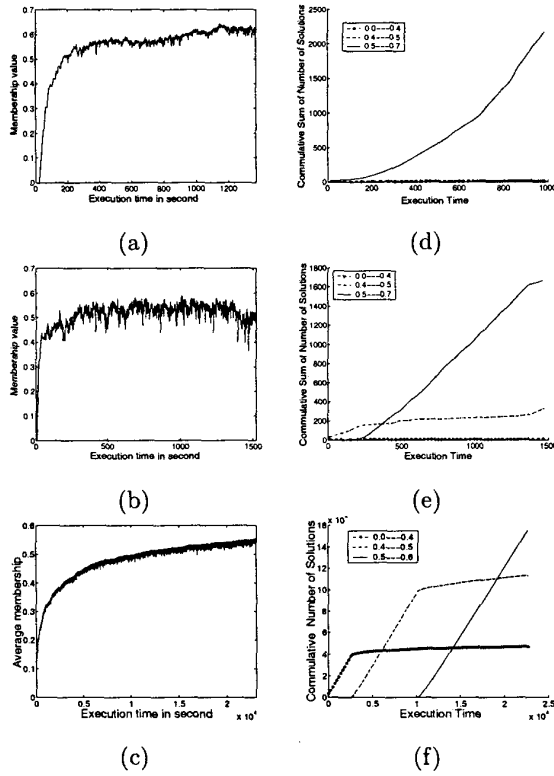 0.7
0.6
0.5
0.4
0.3
0.2
0.1
0
Membership value
0 200 400 600 800 1000 1200
Execution time in second
(a)
2500
2000
1500
1000
500
0
Commulative Sum of Number of Solutions
0.0----0.4
0.4----0.5
0.5----0.7
0 200 400 600 800 1000
Execution Time
(d)
0.7
0.6
0.5
0.4
0.3
0.2
0.1
0
Membership value
0 500 1000 1500
Execution time in second
(b)
1800
1600
1400
1200
1000
800
600
400
200
0
Commulative Sum of Number of Solutions
0.0----0.4
0.4----0.5
0.5----0.7
0 500 1000 1500
Execution Time
(e)
0.6
0.5
0.4
0.3
0.2
0.1
0
Average membership
0 0.5 1 1.5 2
Execution time in second
x 10⁴
(c)
16
14
12
10
8
6
4
2
0
Commulative Number of Solutions
0.0----0.4
0.4----0.5
0.5----0.6
0 0.5 1 1.5 2 2.5
Execution Time
x 10⁴
(f)